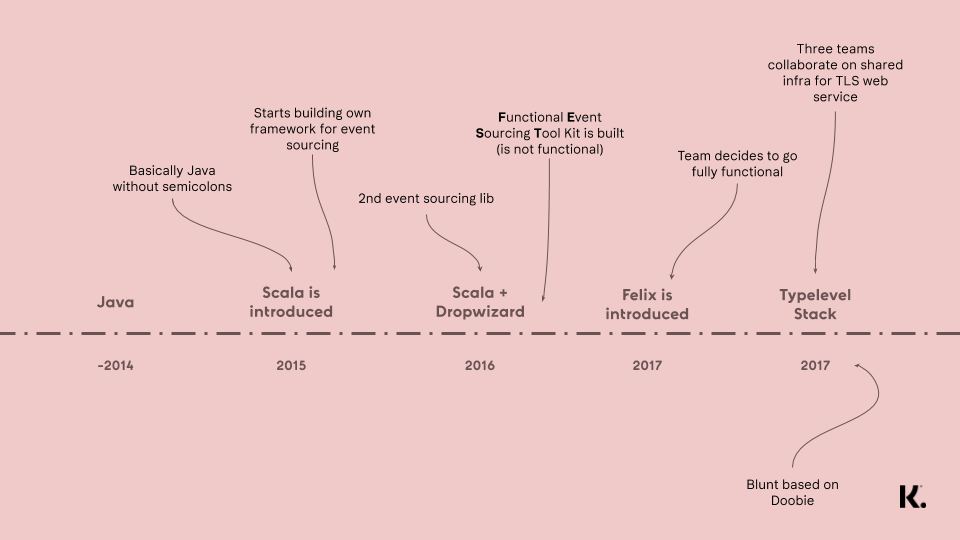 Three teams
collaborate on shared
infra for TLS web
service
Starts building own
framework for event
sourcing
Functional Event
Sourcing Tool Kit is built
(is not functional)
Team decides to go
fully functional
Basically Java
without semicolons
2nd event sourcing lib
Java
Scala is
introduced
Scala +
Dropwizard
Felix is
introduced
Typelevel
Stack
-2014
2015
2016
2017
2017
Blunt based on
Doobie
K.